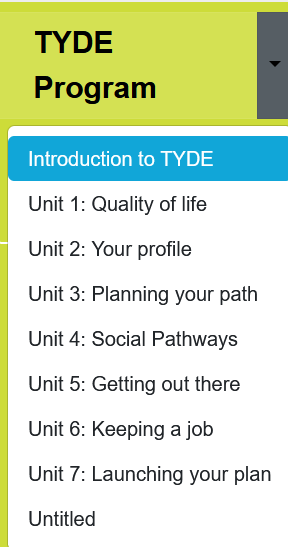 TYDE
Program
Introduction to TYDE
Unit 1: Quality of life
Unit 2: Your profile
Unit 3: Planning your path
Unit 4: Social Pathways
Unit 5: Getting out there
Unit 6: Keeping a job
Unit 7: Launching your plan
Untitled